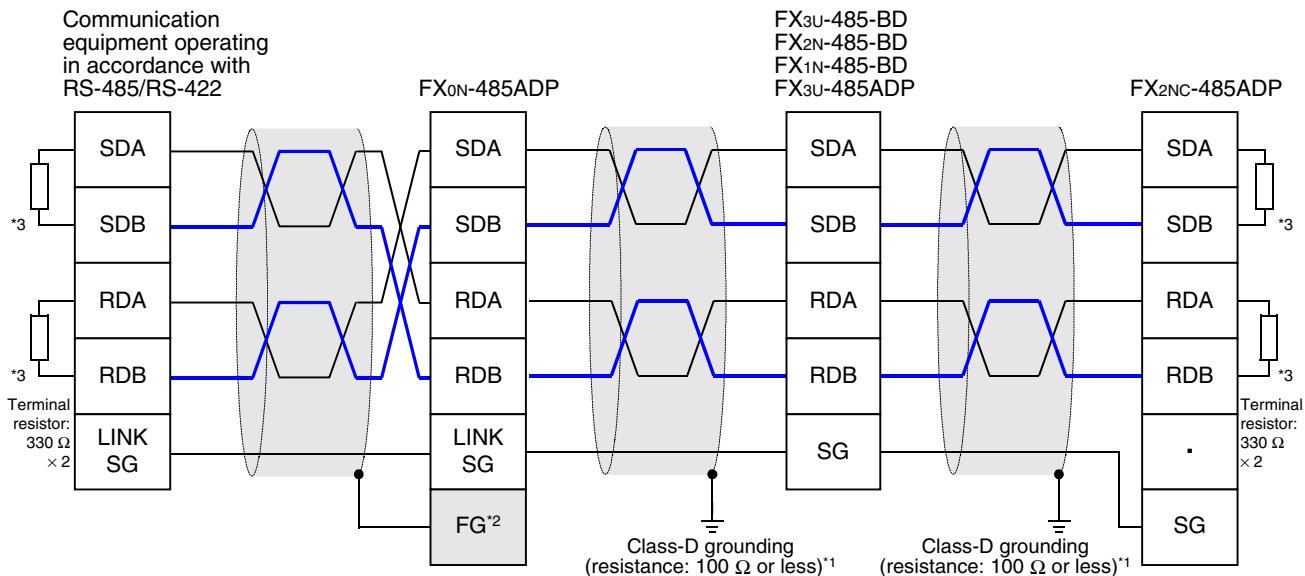 Communication
equipment operating
in accordance with
RS-485/RS-422
FX0N-485ADP
FX3U-485-BD
FX2N-485-BD
FX1N-485-BD
FX3U-485ADP
FX2NC-485ADP
SDA
SDB
RDA
RDB
LINK
SG
*3
*3
Terminal
resistor:
330 Ω
× 2
SDA
SDB
RDA
RDB
LINK
SG
FG*2
SDA
SDB
RDA
RDB
SG
SDA
SDB
RDA
RDB
.
SG
*3
*3
Terminal
resistor:
330 Ω
× 2
Class-D grounding
(resistance: 100 Ω or less)*1
Class-D grounding
(resistance: 100 Ω or less)*1